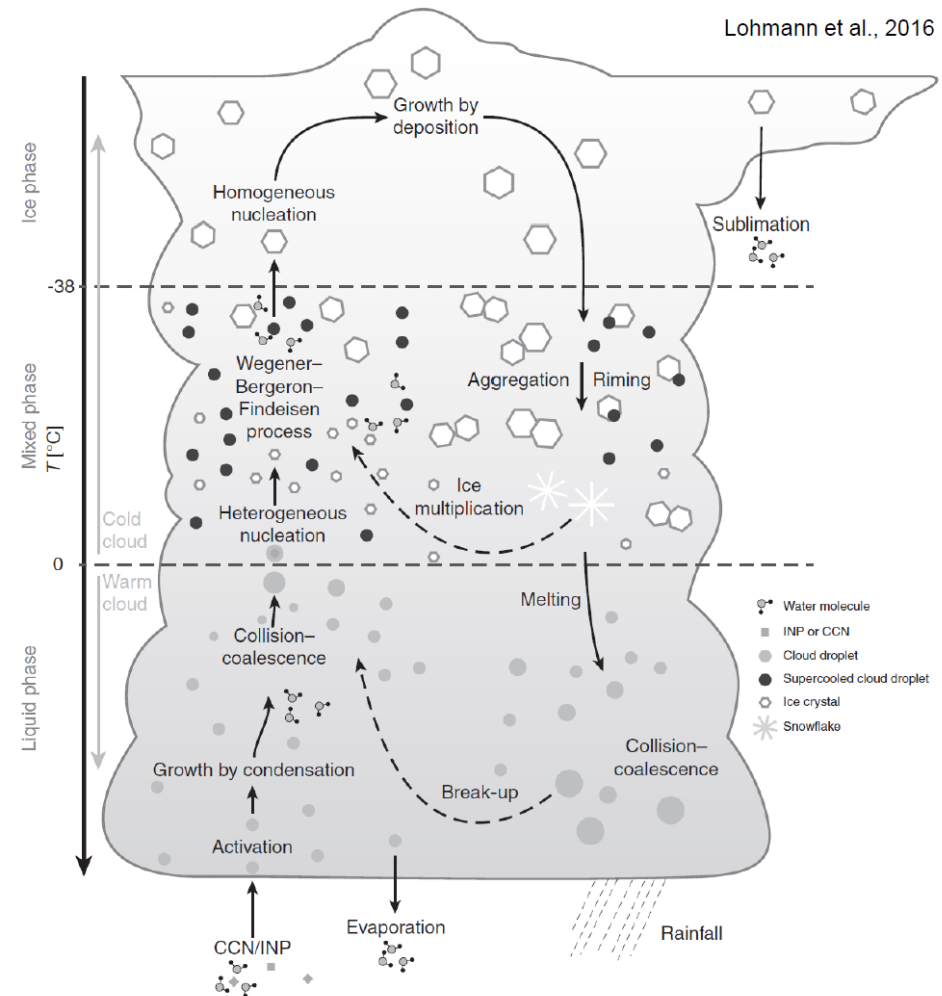 Lohmann et al., 2016
Growth by
deposition
Ice phase
Homogeneous
nucleation
Sublimation
-38
Wegener–
Bergeron–
Findeisen
process
Aggregation
Riming
Mixed phase
T [°C]
Ice
multiplication
Heterogeneous
nucleation
Cold
cloud
0
Warm
cloud
Melting
Collision–
coalescence
Water molecule
INP or CCN
Cloud droplet
Supercooled cloud droplet
Ice crystal
Snowflake
Liquid phase
Growth by condensation
Collision–
coalescence
Break-up
Activation
Evaporation
Rainfall
CCN/INP